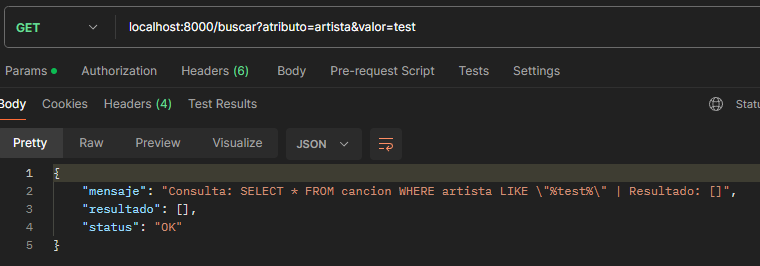 GET localhost:8000/buscar?atributo=artista&valor=test
Params Authorization Headers (6) Body Pre-request Script Tests Settings
Body Cookies Headers (4) Test Results Statu
Pretty Raw Preview Visualize JSON
1 {
2 "mensaje": "Consulta: SELECT * FROM cancion WHERE artista LIKE \"%test%\" | Resultado: []",
3 "resultado": [],
4 "status": "OK"
5 }